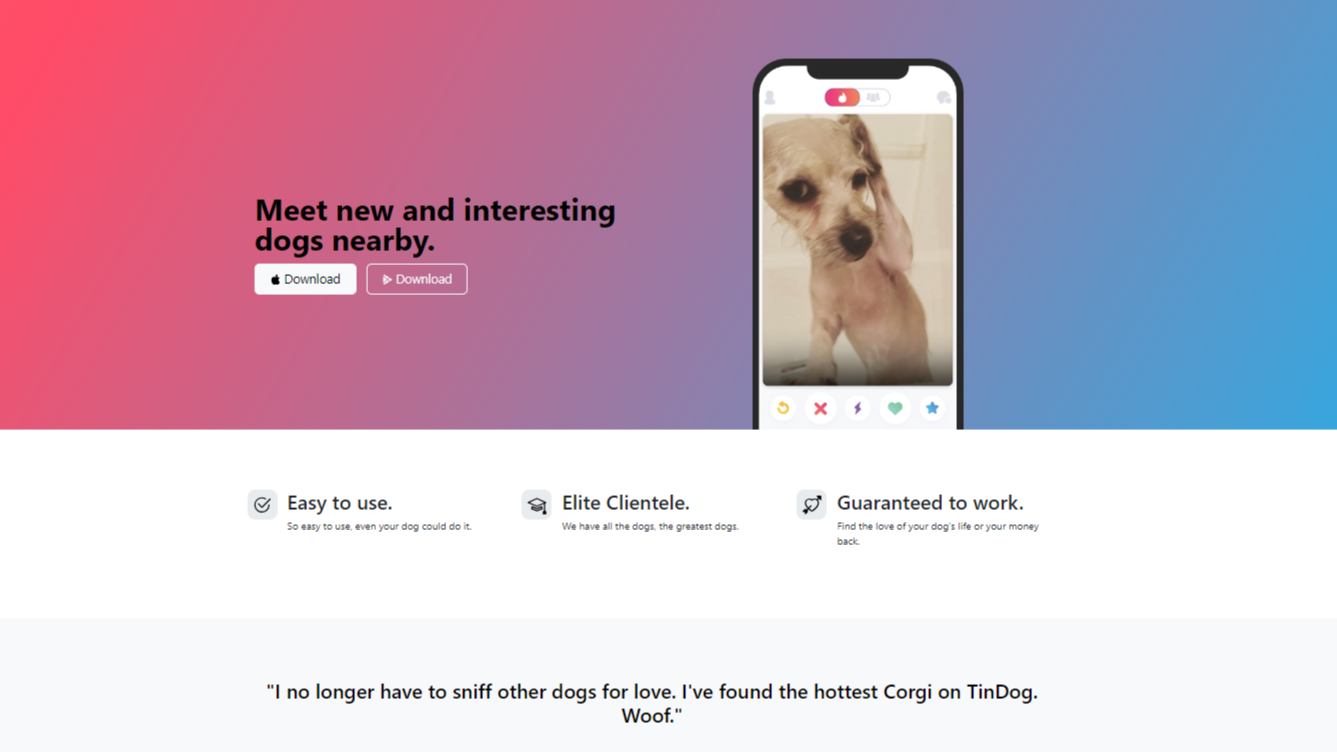 Meet new and interesting
dogs nearby.
Download
Download
Easy to use.
So easy to use, even your dog could do it.
Elite Clientele.
We have all the dogs, the greatest dogs.
Guaranteed to work.
Find the love of your dog's life or your money
back.
"I no longer have to sniff other dogs for love. I've found the hottest Corgi on TinDog.
Woof."